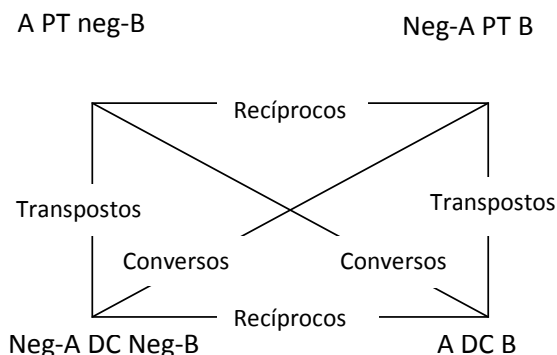 A PT neg-B
Neg-A PT B
Recíprocos
Transpostos
Transpostos
Conversos
Conversos
Recíprocos
Neg-A DC Neg-B
A DC B